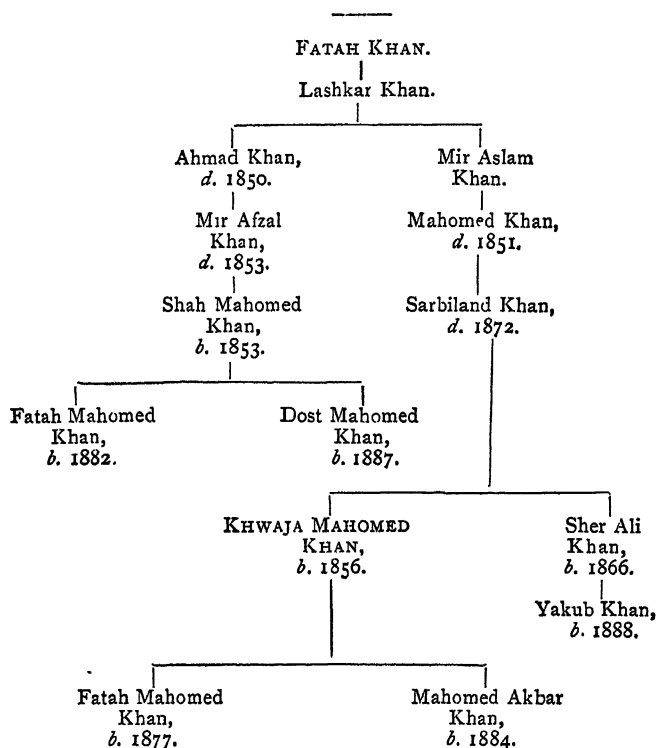 FATAH KHAN.
Lashkar Khan.
Ahmad Khan,
d. 1850.
Mir Aslam
Khan.
Mir Afzal
Khan,
d. 1853.
Mahomed Khan,
d. 1851.
Shah Mahomed
Khan,
b. 1853.
Sarbiland Khan,
d. 1872.
Fatah Mahomed
Khan,
b. 1882.
Dost Mahomed
Khan,
b. 1887.
KHWAJA MAHOMED
KHAN,
b. 1856.
Sher Ali
Khan,
b. 1866.
Yakub Khan,
b. 1888.
Fatah Mahomed
Khan,
b. 1877.
Mahomed Akbar
Khan,
b. 1884.